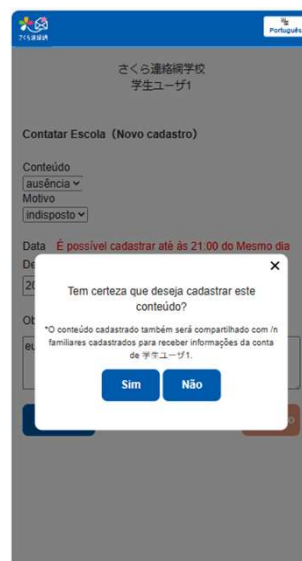 さくら連絡網
Português
さくら連絡網学校
学生ユーザ1
Contatar Escola（Novo cadastro）
Conteúdo
ausência
Motivo
indisposto
Data É possível cadastrar até às 21:00 do Mesmo dia
De
20
Tem certeza que deseja cadastrar este
conteúdo?
*O conteúdo cadastrado também será compartilhado com /n
familiares cadastrados para receber informações da conta
de 学生ユーザ1.
Sim Não
Ob
eu